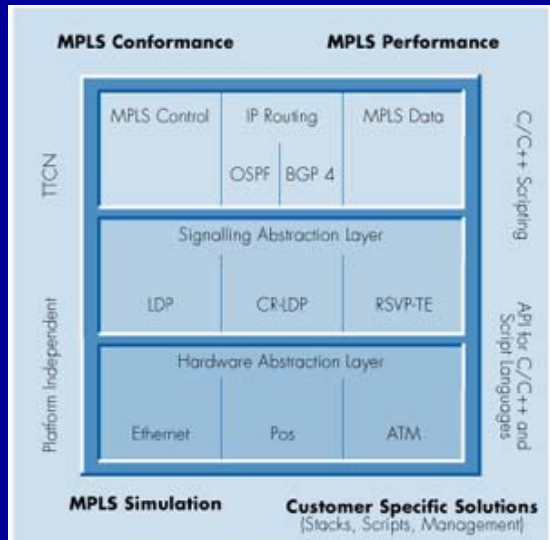 MPLS Conformance MPLS Performance
MPLS Control IP Routing MPLS Data
OSPF BGP 4
TTCN
C/C++ Scripting
Signalling Abstraction Layer
LDP CR-LDP RSVP-TE
Platform Independent
API for C/C++ and
Script Languages
Hardware Abstraction Layer
Ethernet Pos ATM
MPLS Simulation Customer Specific Solutions
(Stacks, Scripts, Management)